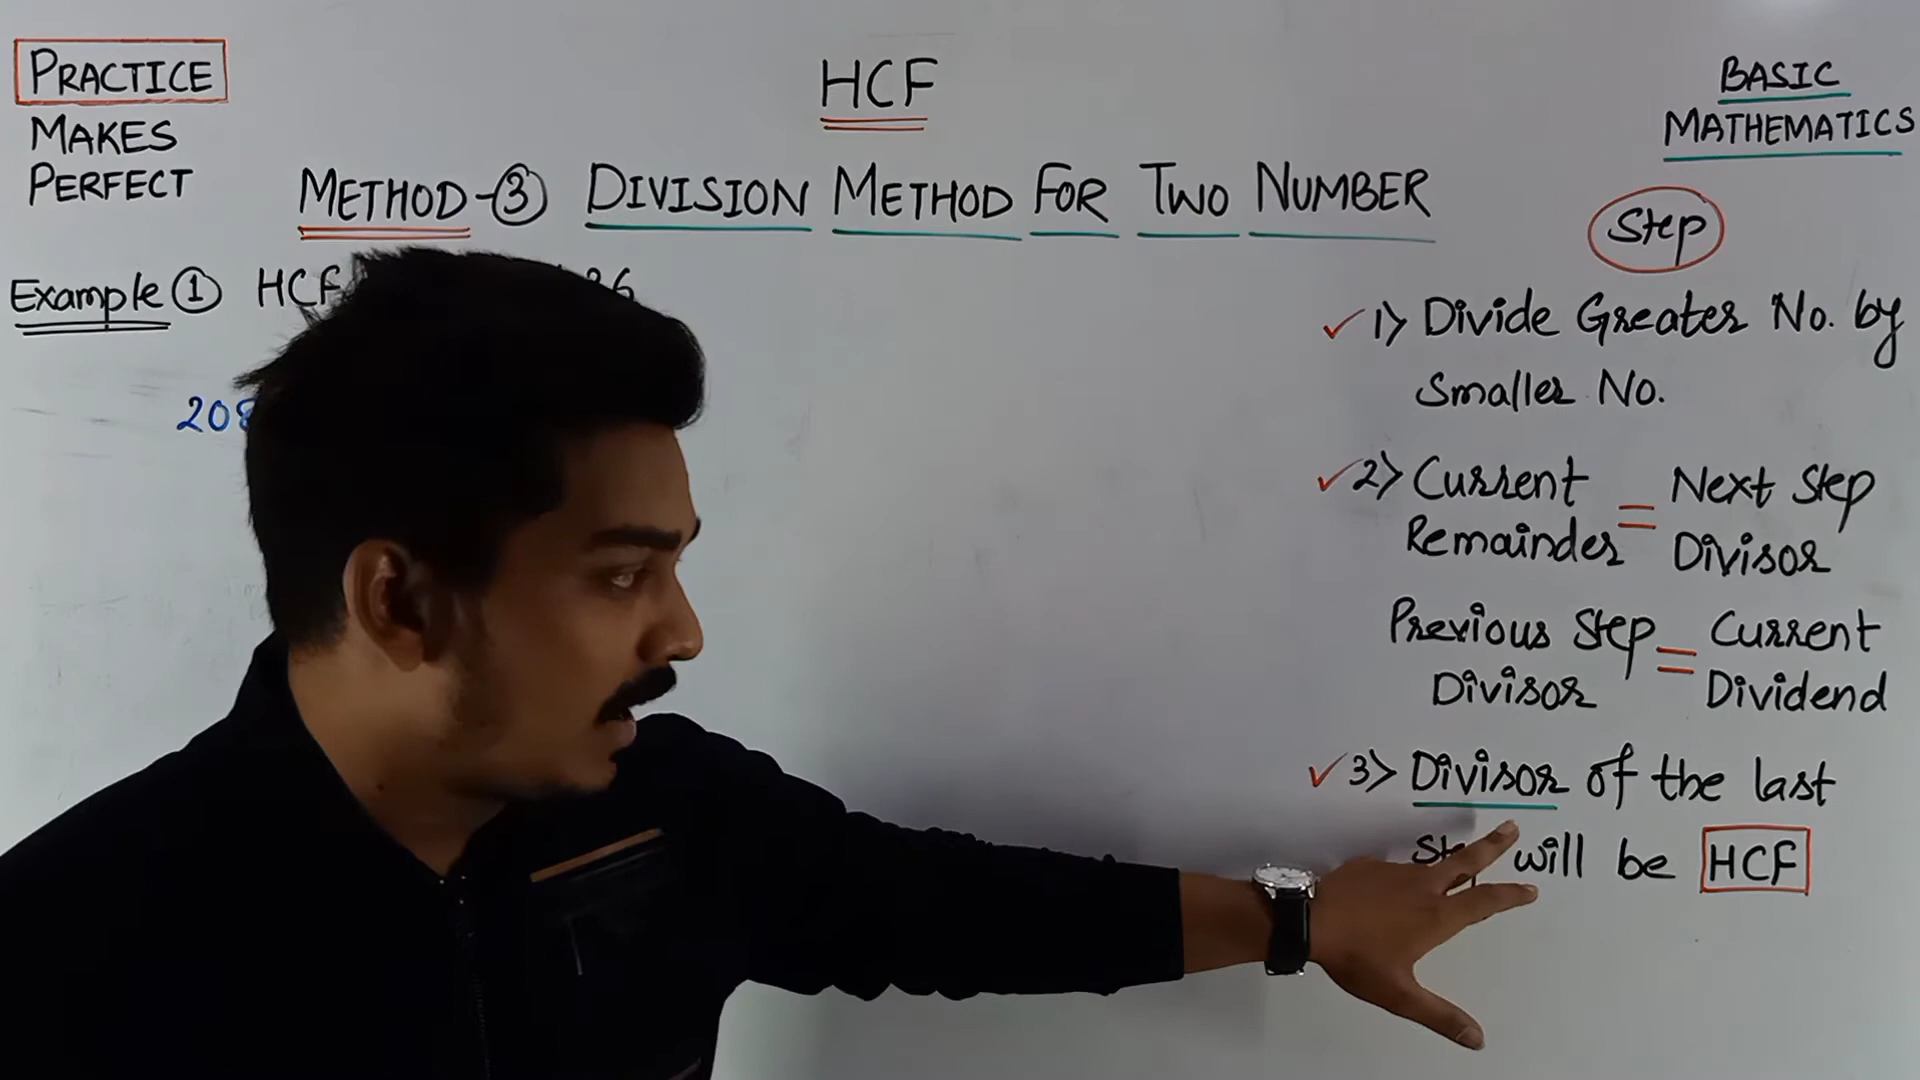 PRACTICE
MAKES
PERFECT
HCF
BASIC
MATHEMATICS
METHOD-③ DIVISION METHOD FOR TWO NUMBER
Example ① HCF
208
Step
✓ 1) Divide Greater No. by
Smaller No.
✓ 2) Current Remainder = Next Step Divisor
Previous Step Divisor = Current Dividend
✓ 3) Divisor of the last
will be HCF